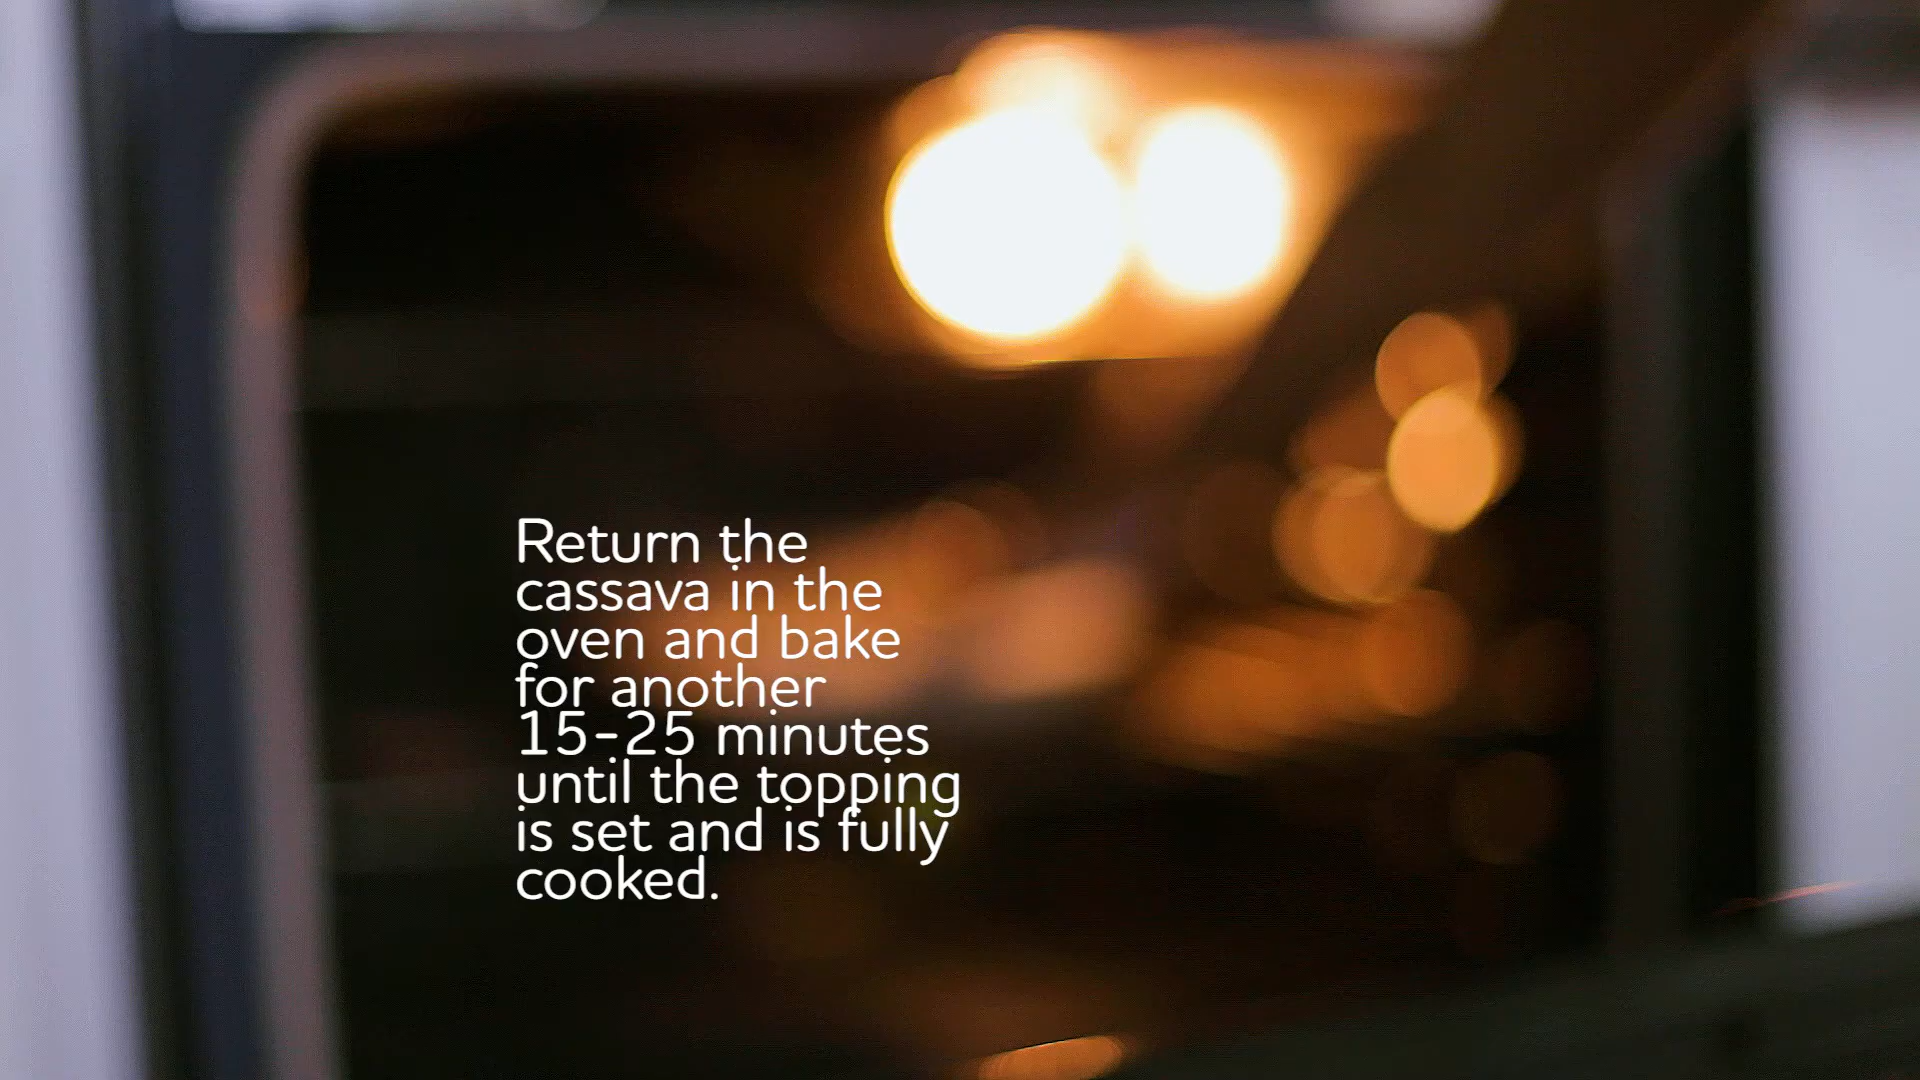 Return the
cassava in the
oven and bake
for another
15-25 minutes
until the topping
is set and is fully
cooked.